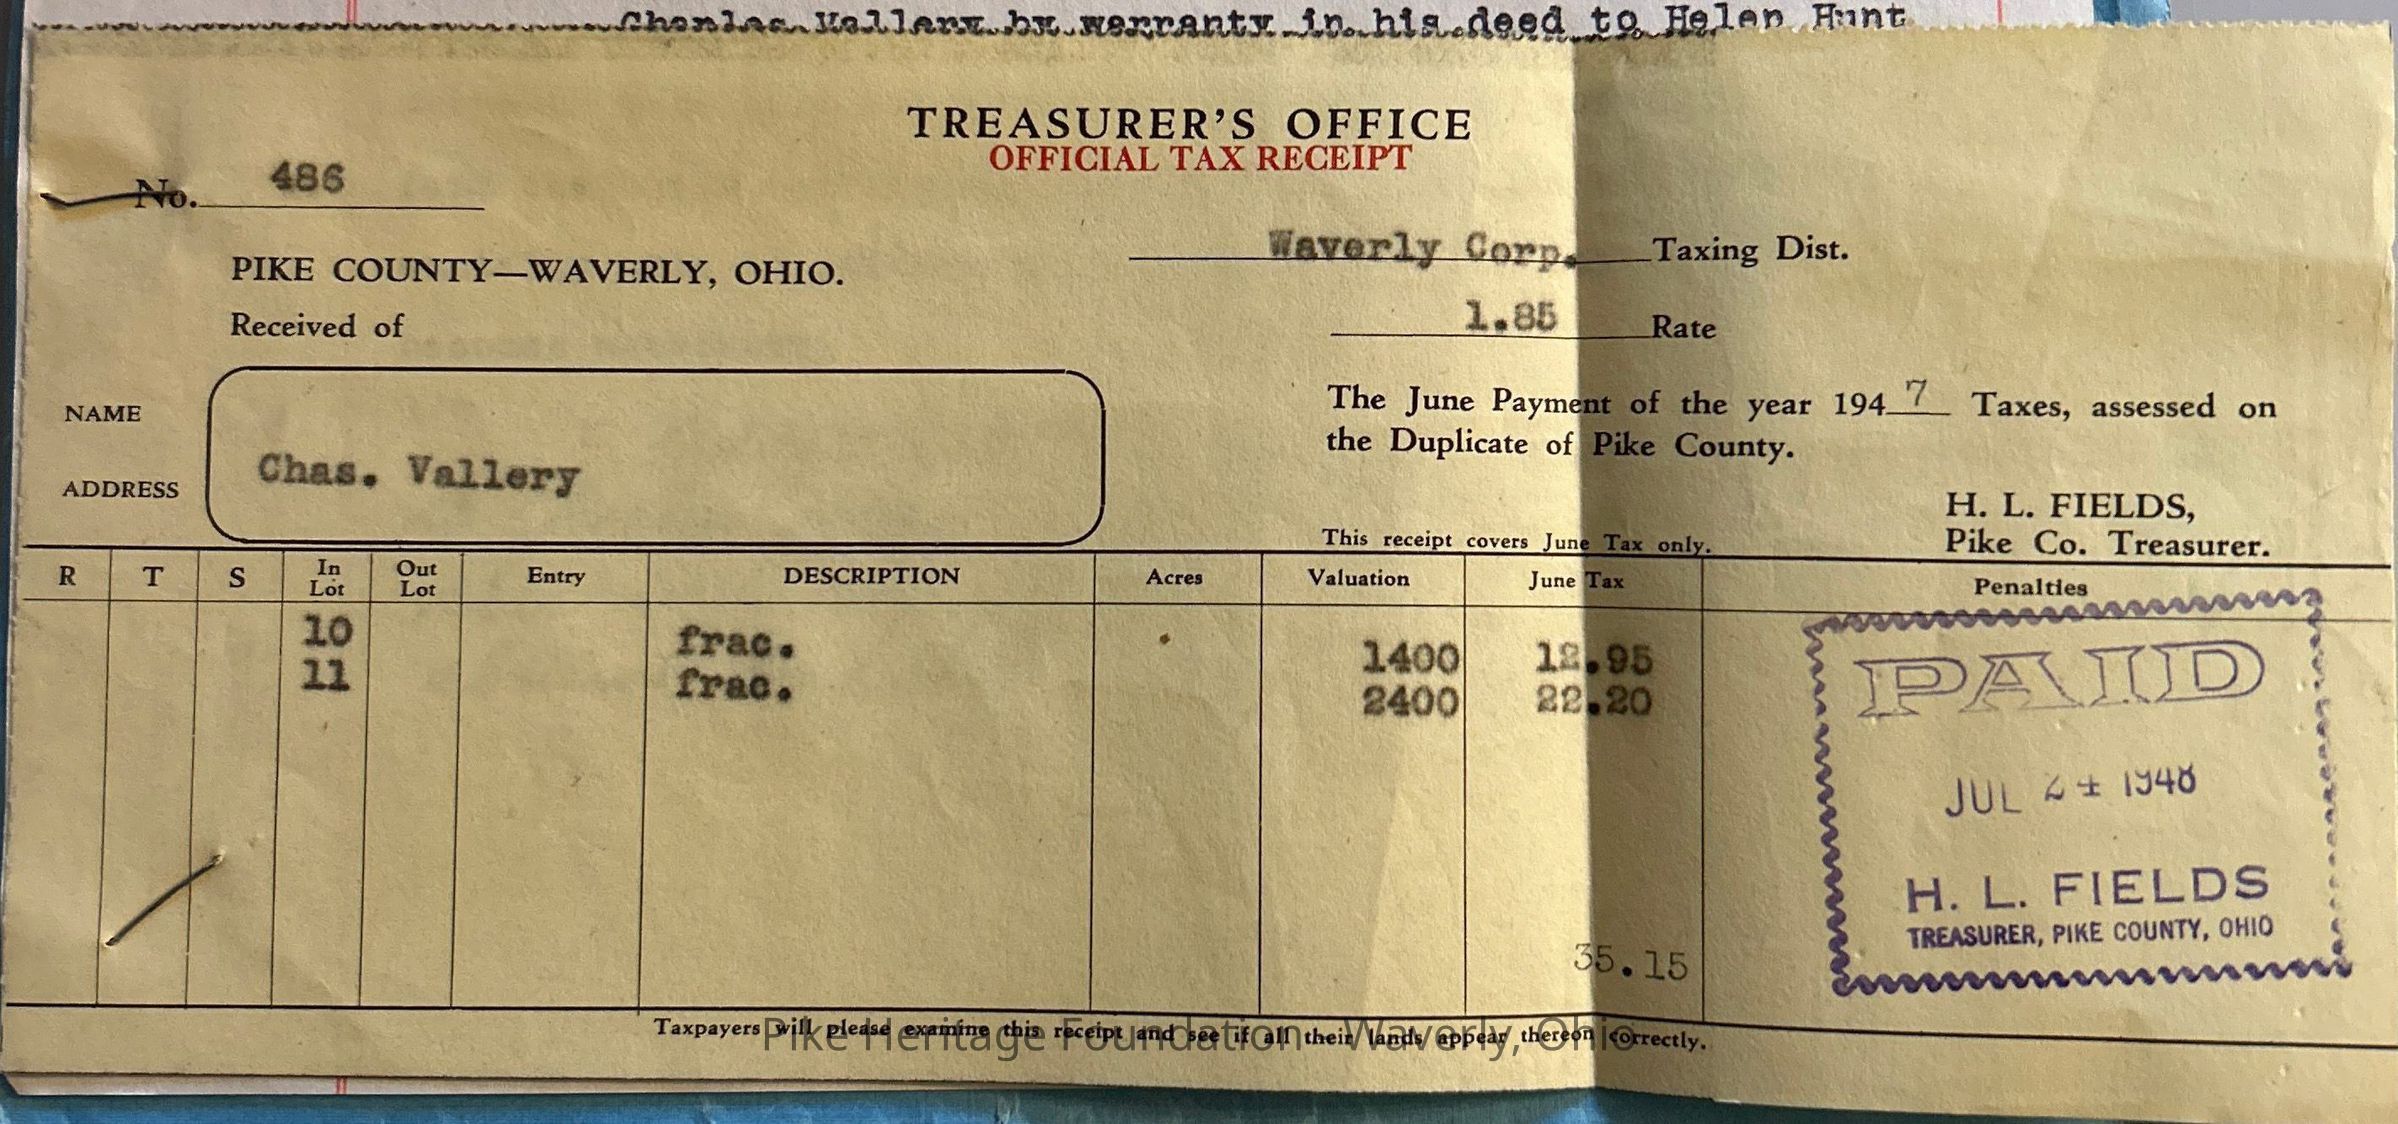 Charles Vallery by warranty in his deed to Helen Hunt
TREASURER'S OFFICE
OFFICIAL TAX RECEIPT
No. 486
Waverly Corp. Taxing Dist.
PIKE COUNTY—WAVERLY, OHIO.
1.85 Rate
Received of
The June Payment of the year 1947 Taxes, assessed on
the Duplicate of Pike County.
NAME
ADDRESS
Chas. Vallery
H. L. FIELDS,
Pike Co. Treasurer.
This receipt covers June Tax only.
R T S In Lot Out Lot Entry DESCRIPTION Acres Valuation June Tax Penalties
10 frac. 1400 12.95
11 frac. 2400 22.20
35.15
PAID
JUL 24 1948
H. L. FIELDS
TREASURER, PIKE COUNTY, OHIO
Taxpayers will please examine this receipt and see if all their lands appear thereon correctly.
Pike Heritage Foundation - Waverly, Ohio